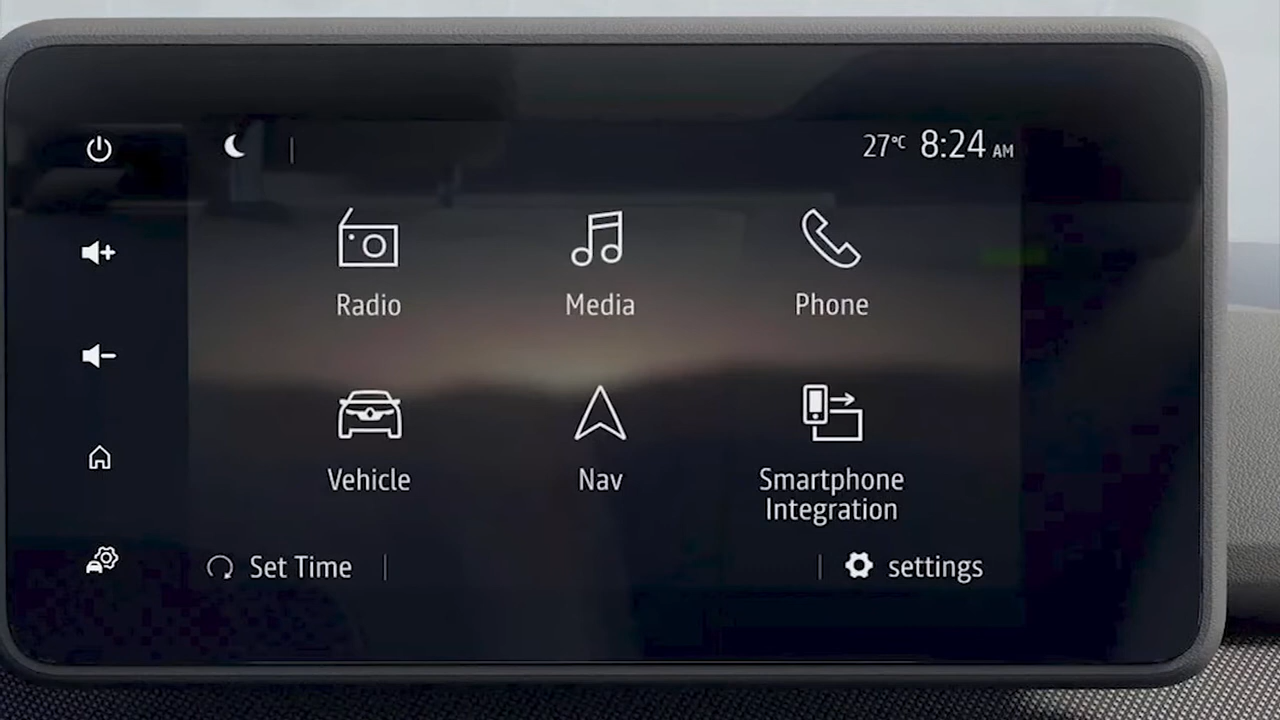 27°C 8:24 AM
Radio Media Phone
Vehicle Nav Smartphone
Integration
Set Time settings